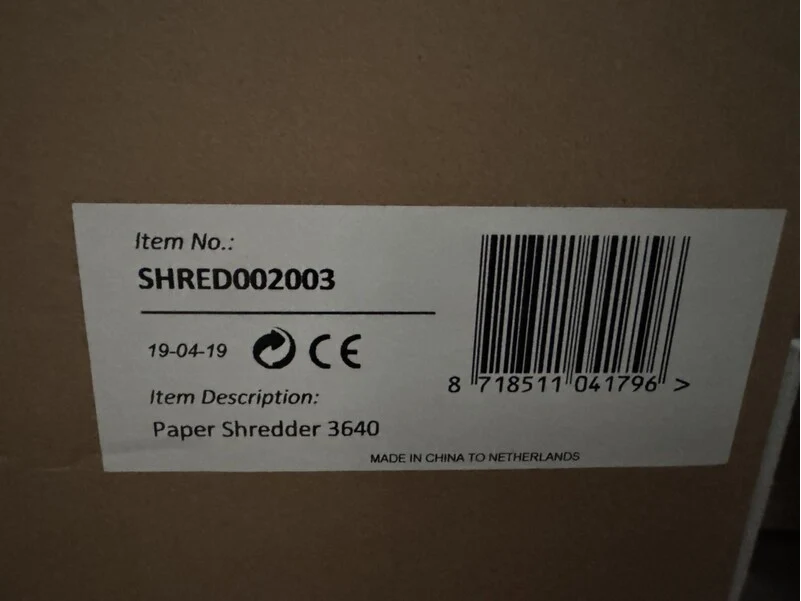 Item No.:
SHRED002003
19-04-19 CE
Item Description:
Paper Shredder 3640
8 718511 041796 >
MADE IN CHINA TO NETHERLANDS